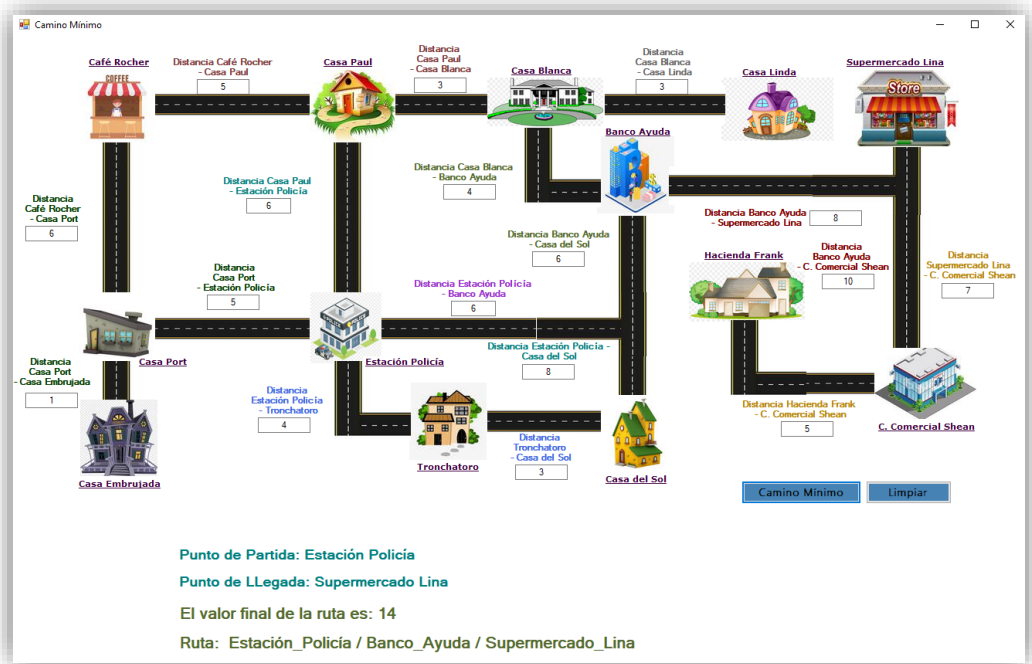 Camino Mínimo
Café Rocher
Distancia Café Rocher
- Casa Paul
5
Casa Paul
Distancia
Casa Paul
- Casa Blanca
3
Casa Blanca
Distancia
Casa Blanca
- Casa Linda
3
Casa Linda
Supermercado Lina
COFFEE
Store
Banco Ayuda
Distancia Casa Blanca
- Banco Ayuda
4
Distancia Casa Paul
- Estación Policía
6
Distancia
Café Rocher
- Casa Port
6
Distancia Banco Ayuda
- Supermercado Lina
8
Distancia Banco Ayuda
- Casa del Sol
6
Hacienda Frank
Distancia
Banco Ayuda
- C. Comercial Shean
10
Distancia
Supermercado Lina
- C. Comercial Shean
7
Distancia
Casa Port
- Estación Policía
5
Distancia Estación Policía
- Banco Ayuda
6
Distancia Estación Policía -
Casa del Sol
8
Casa Port
Estación Policía
Distancia
Casa Port
- Casa Embrujada
1
Distancia
Estación Policía
- Tronchatoro
4
Distancia Hacienda Frank
- C. Comercial Shean
5
C. Comercial Shean
Distancia
Tronchatoro
- Casa del Sol
3
Tronchatoro
Casa del Sol
Casa Embrujada
Camino Mínimo
Limpiar
Punto de Partida: Estación Policía
Punto de LLegada: Supermercado Lina
El valor final de la ruta es: 14
Ruta: Estación_Policía / Banco_Ayuda / Supermercado_Lina